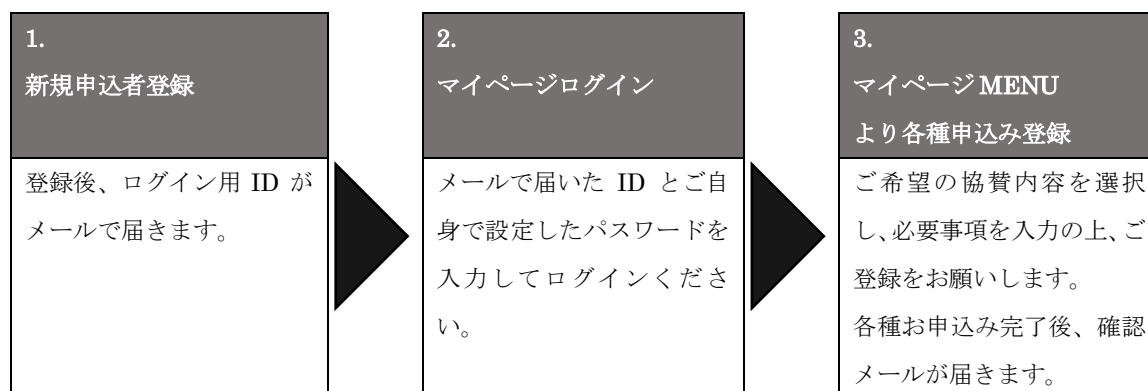 1.
新規申込者登録
登録後、ログイン用 ID が
メールで届きます。
2.
マイページログイン
メールで届いた ID とご自
身で設定したパスワードを
入力してログインくださ
い。
3.
マイページ MENU
より各種申込み登録
ご希望の協賛内容を選択
し、必要事項を入力の上、ご
登録をお願いします。
各種お申込み完了後、確認
メールが届きます。